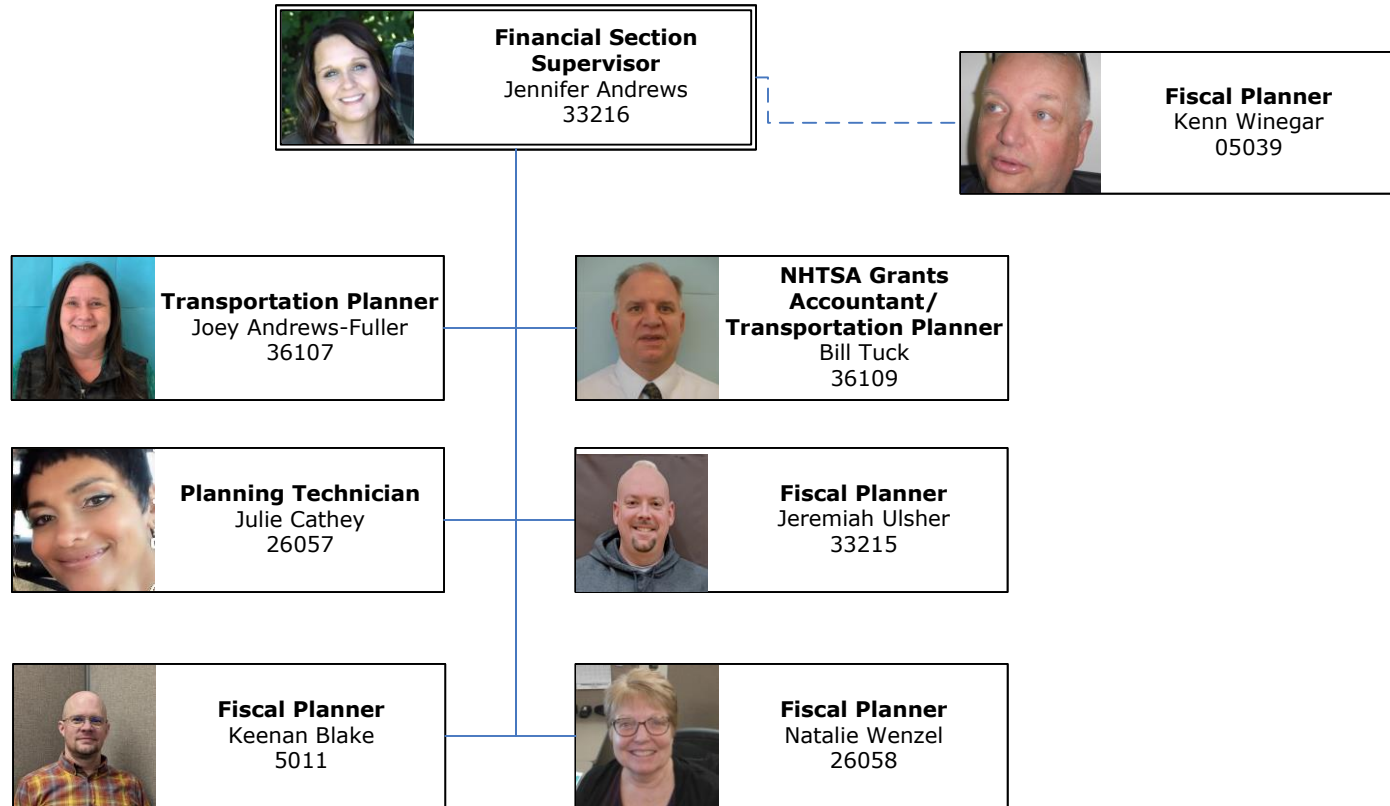 Financial Section
Supervisor
Jennifer Andrews
33216
Fiscal Planner
Kenn Winegar
05039
Transportation Planner
Joey Andrews-Fuller
36107
NHTSA Grants
Accountant/
Transportation Planner
Bill Tuck
36109
Planning Technician
Julie Cathey
26057
Fiscal Planner
Jeremiah Ulsher
33215
Fiscal Planner
Keenan Blake
5011
Fiscal Planner
Natalie Wenzel
26058